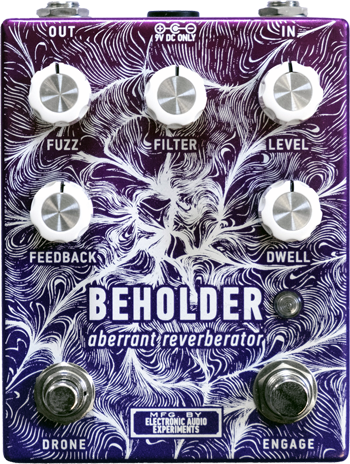 OUT
9V DC ONLY
IN
FUZZ
FILTER
LEVEL
FEEDBACK
DWELL
BEHOLDER
aberrant reverberator
DRONE
MFG BY
ELECTRONIC AUDIO
EXPERIMENTS
ENGAGE